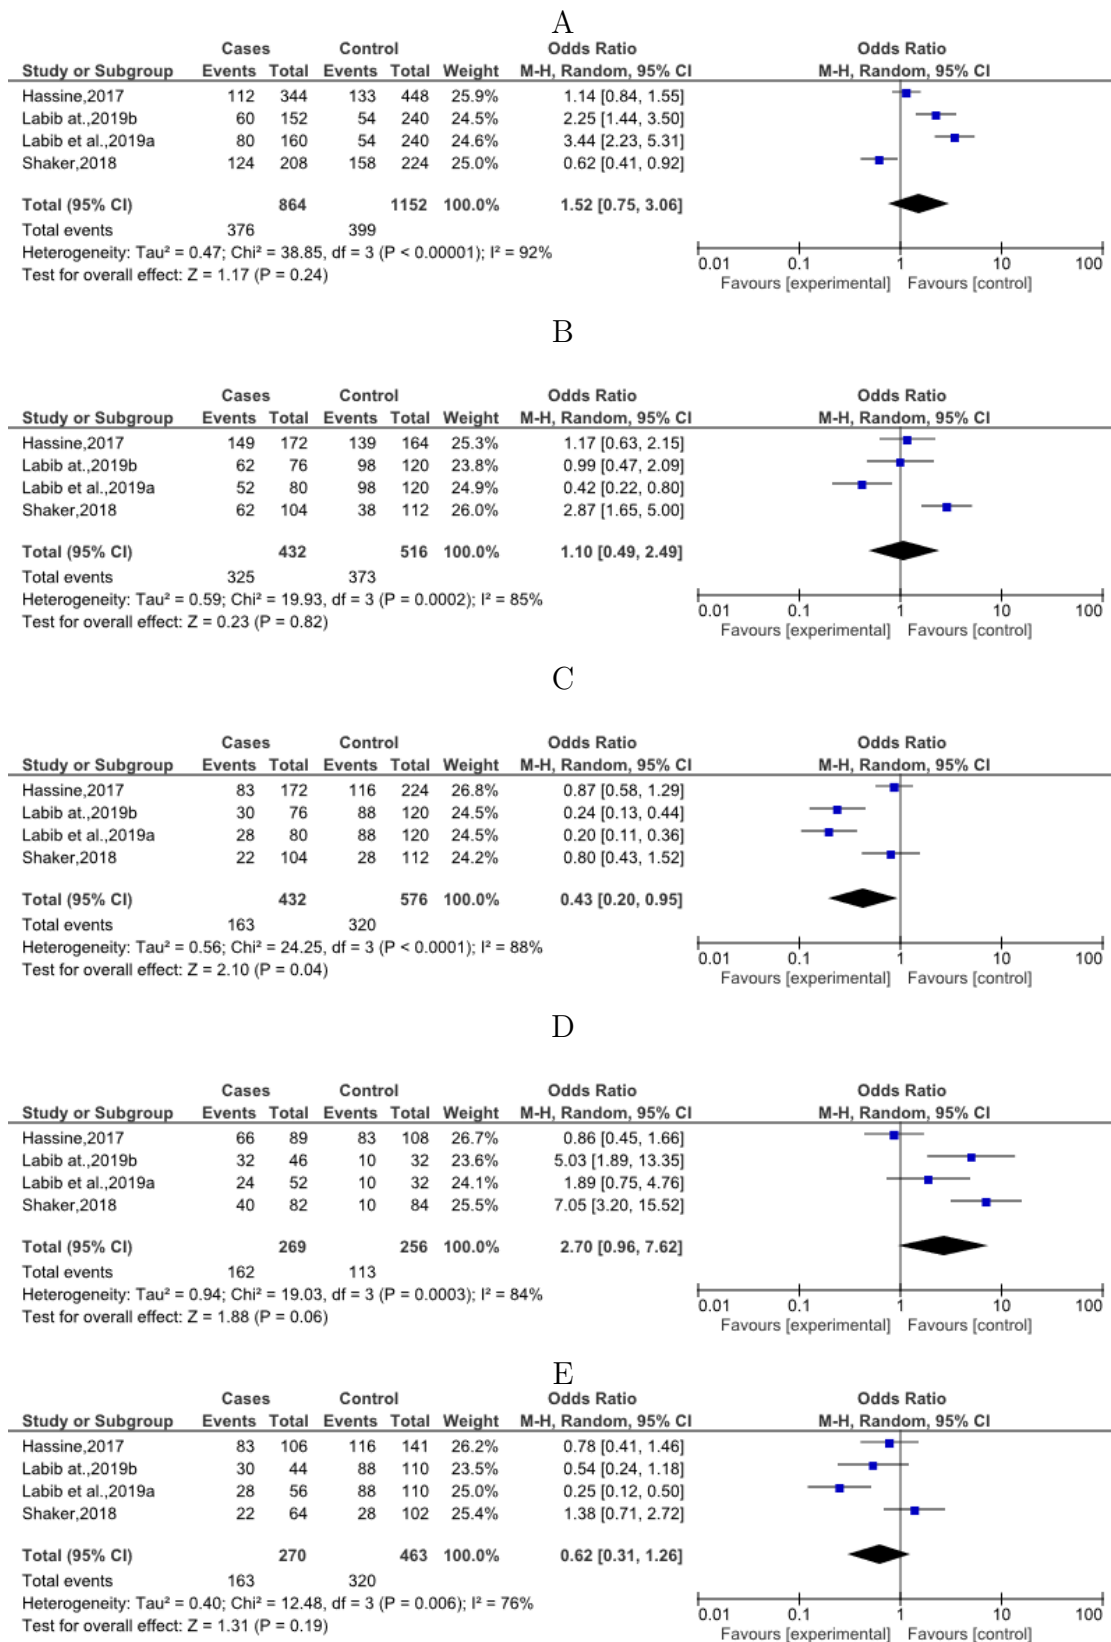 A
Cases Control Odds Ratio Odds Ratio
Study or Subgroup Events Total Events Total Weight M-H, Random, 95% CI M-H, Random, 95% CI
Hassine,2017 112 344 133 448 25.9% 1.14 [0.84, 1.55]
Labib at.,2019b 60 152 54 240 24.5% 2.25 [1.44, 3.50]
Labib et al.,2019a 80 160 54 240 24.6% 3.44 [2.23, 5.31]
Shaker,2018 124 208 158 224 25.0% 0.62 [0.41, 0.92]
Total (95% CI) 864 1152 100.0% 1.52 [0.75, 3.06]
Total events 376 399
Heterogeneity: Tau² = 0.47; Chi² = 38.85, df = 3 (P < 0.00001); I² = 92%
Test for overall effect: Z = 1.17 (P = 0.24)
0.01 0.1 1 10 100
Favours [experimental] Favours [control]
B
Cases Control Odds Ratio Odds Ratio
Study or Subgroup Events Total Events Total Weight M-H, Random, 95% CI M-H, Random, 95% CI
Hassine,2017 149 172 139 164 25.3% 1.17 [0.63, 2.15]
Labib at.,2019b 62 76 98 120 23.8% 0.99 [0.47, 2.09]
Labib et al.,2019a 52 80 98 120 24.9% 0.42 [0.22, 0.80]
Shaker,2018 62 104 38 112 26.0% 2.87 [1.65, 5.00]
Total (95% CI) 432 516 100.0% 1.10 [0.49, 2.49]
Total events 325 373
Heterogeneity: Tau² = 0.59; Chi² = 19.93, df = 3 (P = 0.0002); I² = 85%
Test for overall effect: Z = 0.23 (P = 0.82)
0.01 0.1 1 10 100
Favours [experimental] Favours [control]
C
Cases Control Odds Ratio Odds Ratio
Study or Subgroup Events Total Events Total Weight M-H, Random, 95% CI M-H, Random, 95% CI
Hassine,2017 83 172 116 224 26.8% 0.87 [0.58, 1.29]
Labib at.,2019b 30 76 88 120 24.5% 0.24 [0.13, 0.44]
Labib et al.,2019a 28 80 88 120 24.5% 0.20 [0.11, 0.36]
Shaker,2018 22 104 28 112 24.2% 0.80 [0.43, 1.52]
Total (95% CI) 432 576 100.0% 0.43 [0.20, 0.95]
Total events 163 320
Heterogeneity: Tau² = 0.56; Chi² = 24.25, df = 3 (P < 0.0001); I² = 88%
Test for overall effect: Z = 2.10 (P = 0.04)
0.01 0.1 1 10 100
Favours [experimental] Favours [control]
D
Cases Control Odds Ratio Odds Ratio
Study or Subgroup Events Total Events Total Weight M-H, Random, 95% CI M-H, Random, 95% CI
Hassine,2017 66 89 83 108 26.7% 0.86 [0.45, 1.66]
Labib at.,2019b 32 46 10 32 23.6% 5.03 [1.89, 13.35]
Labib et al.,2019a 24 52 10 32 24.1% 1.89 [0.75, 4.76]
Shaker,2018 40 82 10 84 25.5% 7.05 [3.20, 15.52]
Total (95% CI) 269 256 100.0% 2.70 [0.96, 7.62]
Total events 162 113
Heterogeneity: Tau² = 0.94; Chi² = 19.03, df = 3 (P = 0.0003); I² = 84%
Test for overall effect: Z = 1.88 (P = 0.06)
0.01 0.1 1 10 100
Favours [experimental] Favours [control]
E
Cases Control Odds Ratio Odds Ratio
Study or Subgroup Events Total Events Total Weight M-H, Random, 95% CI M-H, Random, 95% CI
Hassine,2017 83 106 116 141 26.2% 0.78 [0.41, 1.46]
Labib at.,2019b 30 44 88 110 23.5% 0.54 [0.24, 1.18]
Labib et al.,2019a 28 56 88 110 25.0% 0.25 [0.12, 0.50]
Shaker,2018 22 64 28 102 25.4% 1.38 [0.71, 2.72]
Total (95% CI) 270 463 100.0% 0.62 [0.31, 1.26]
Total events 163 320
Heterogeneity: Tau² = 0.40; Chi² = 12.48, df = 3 (P = 0.006); I² = 76%
Test for overall effect: Z = 1.31 (P = 0.19)
0.01 0.1 1 10 100
Favours [experimental] Favours [control]